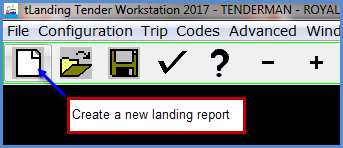 tLanding Tender Workstation 2017 - TENDERMAN - ROYAL
File Configuration Trip Codes Advanced Wind
Create a new landing report